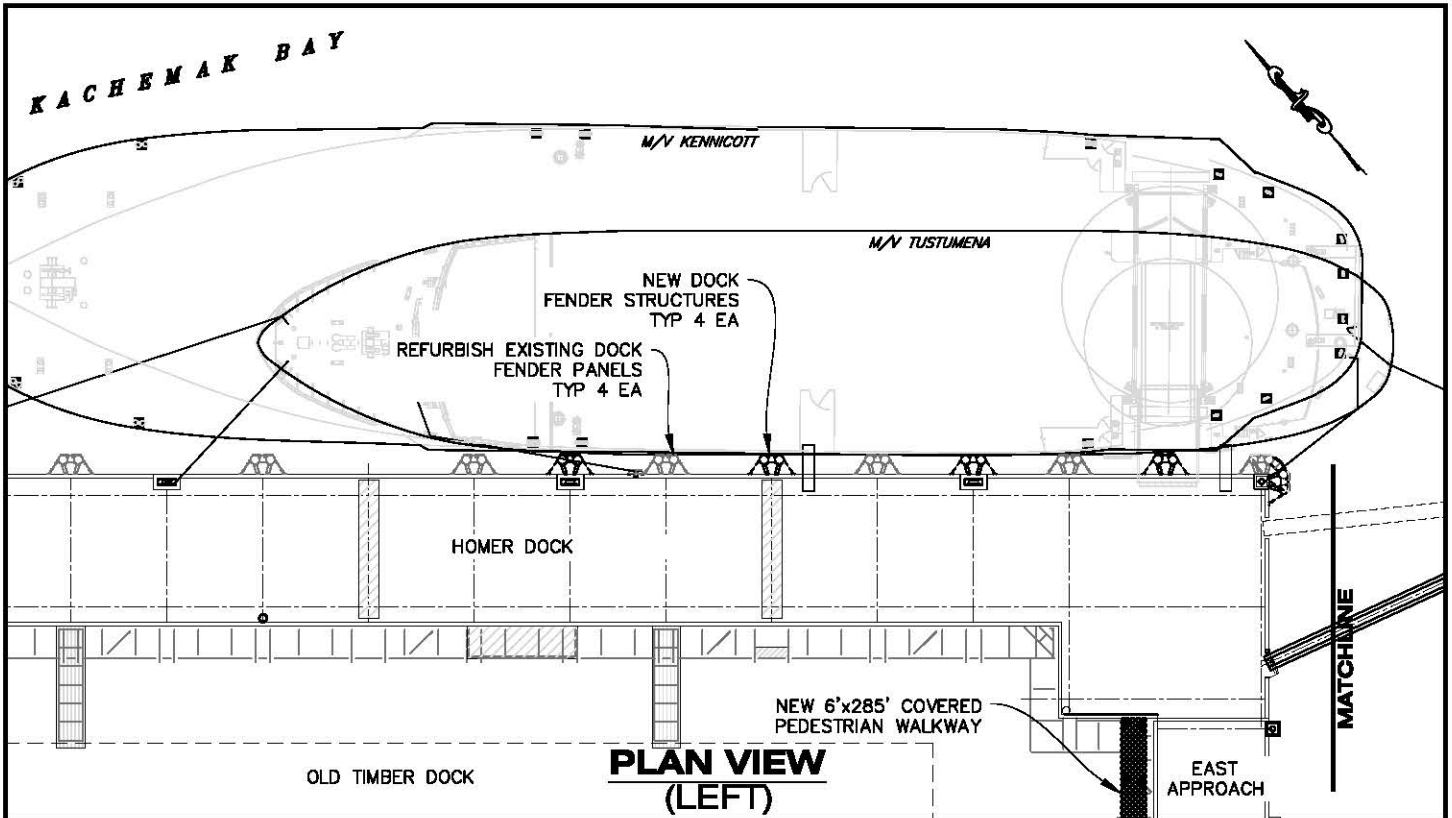 KACHEMAK BAY
M/V KENNICOTT
M/V TUSTUMENA
NEW DOCK
FENDER STRUCTURES
TYP 4 EA
REFURBISH EXISTING DOCK
FENDER PANELS
TYP 4 EA
HOMER DOCK
MATCHLINE
NEW 6'x285' COVERED
PEDESTRIAN WALKWAY
OLD TIMBER DOCK
PLAN VIEW
(LEFT)
EAST
APPROACH